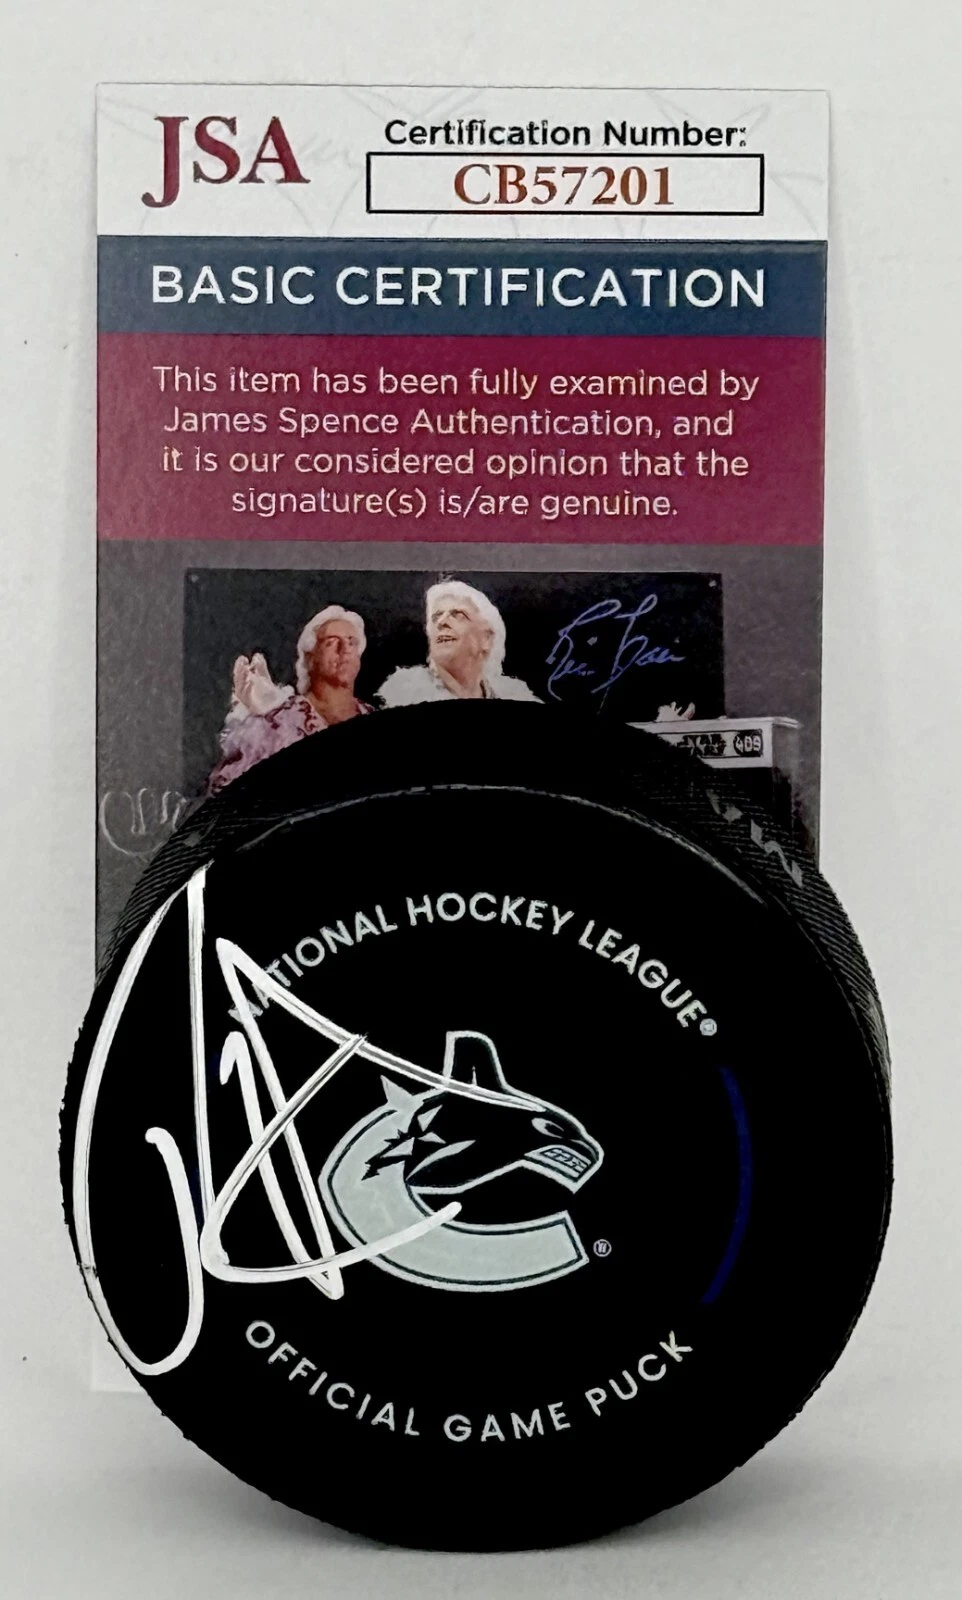 JSA
Certification Number:
CB57201
BASIC CERTIFICATION
This item has been fully examined by
James Spence Authentication, and
it is our considered opinion that the
signature(s) is/are genuine.
409
NATIONAL HOCKEY LEAGUE®
OFFICIAL GAME PUCK